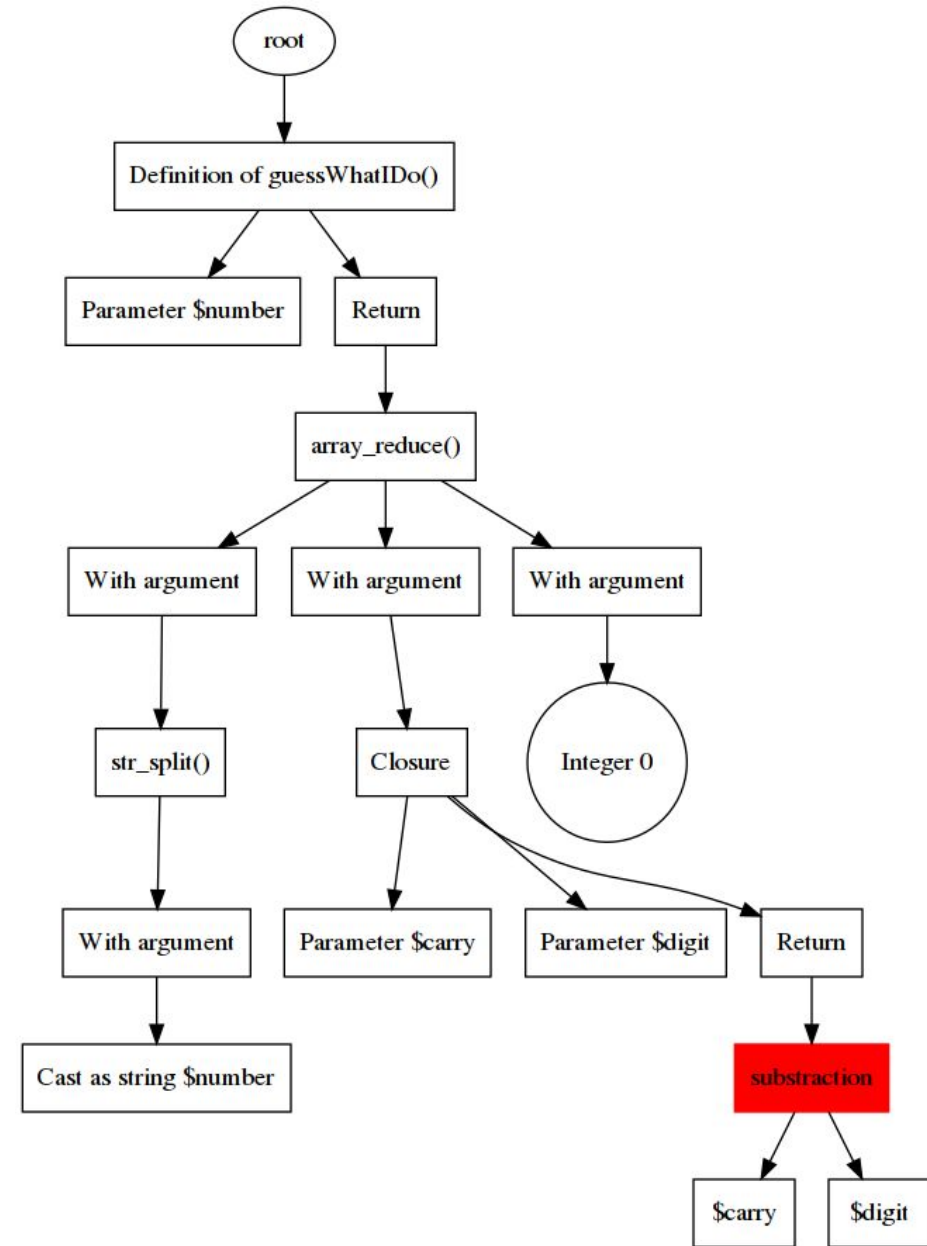 root
Definition of guessWhatIDo()
Parameter $number
Return
array_reduce()
With argument
With argument
With argument
str_split()
Closure
Integer 0
With argument
Parameter $carry
Parameter $digit
Return
Cast as string $number
substraction
$carry
$digit